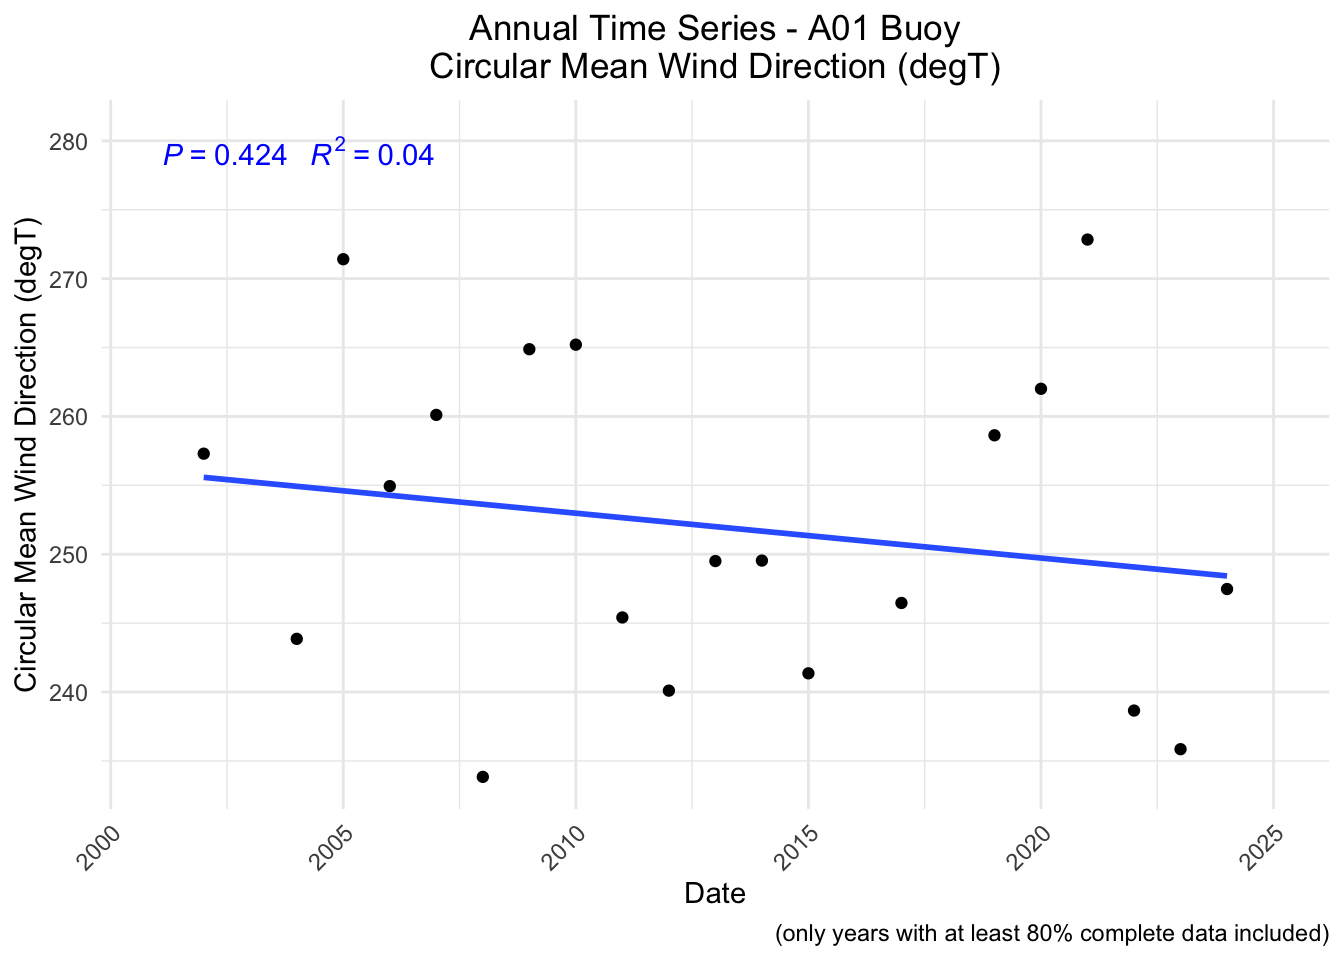 Annual Time Series - A01 Buoy
Circular Mean Wind Direction (degT)
P = 0.424 R² = 0.04
Circular Mean Wind Direction (degT)
280
270
260
250
240
2000 2005 2010 2015 2020 2025
Date
(only years with at least 80% complete data included)